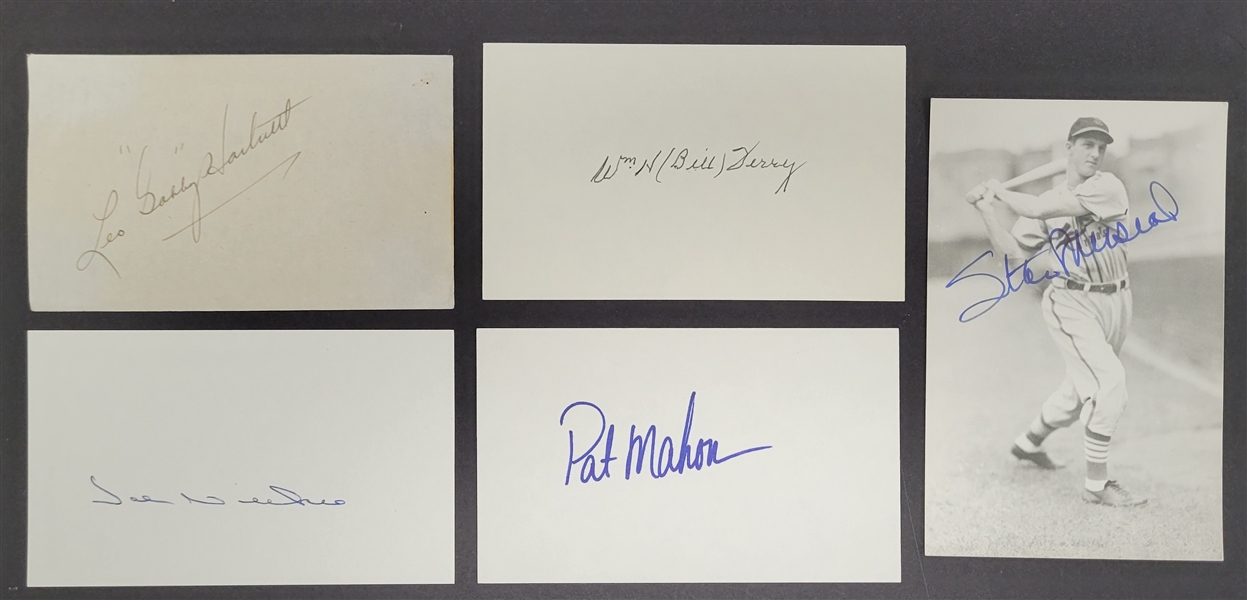 Leo "Gabby" Hartnett
Wm H (Bill) Terry
Pat Mahon
Stan Musial